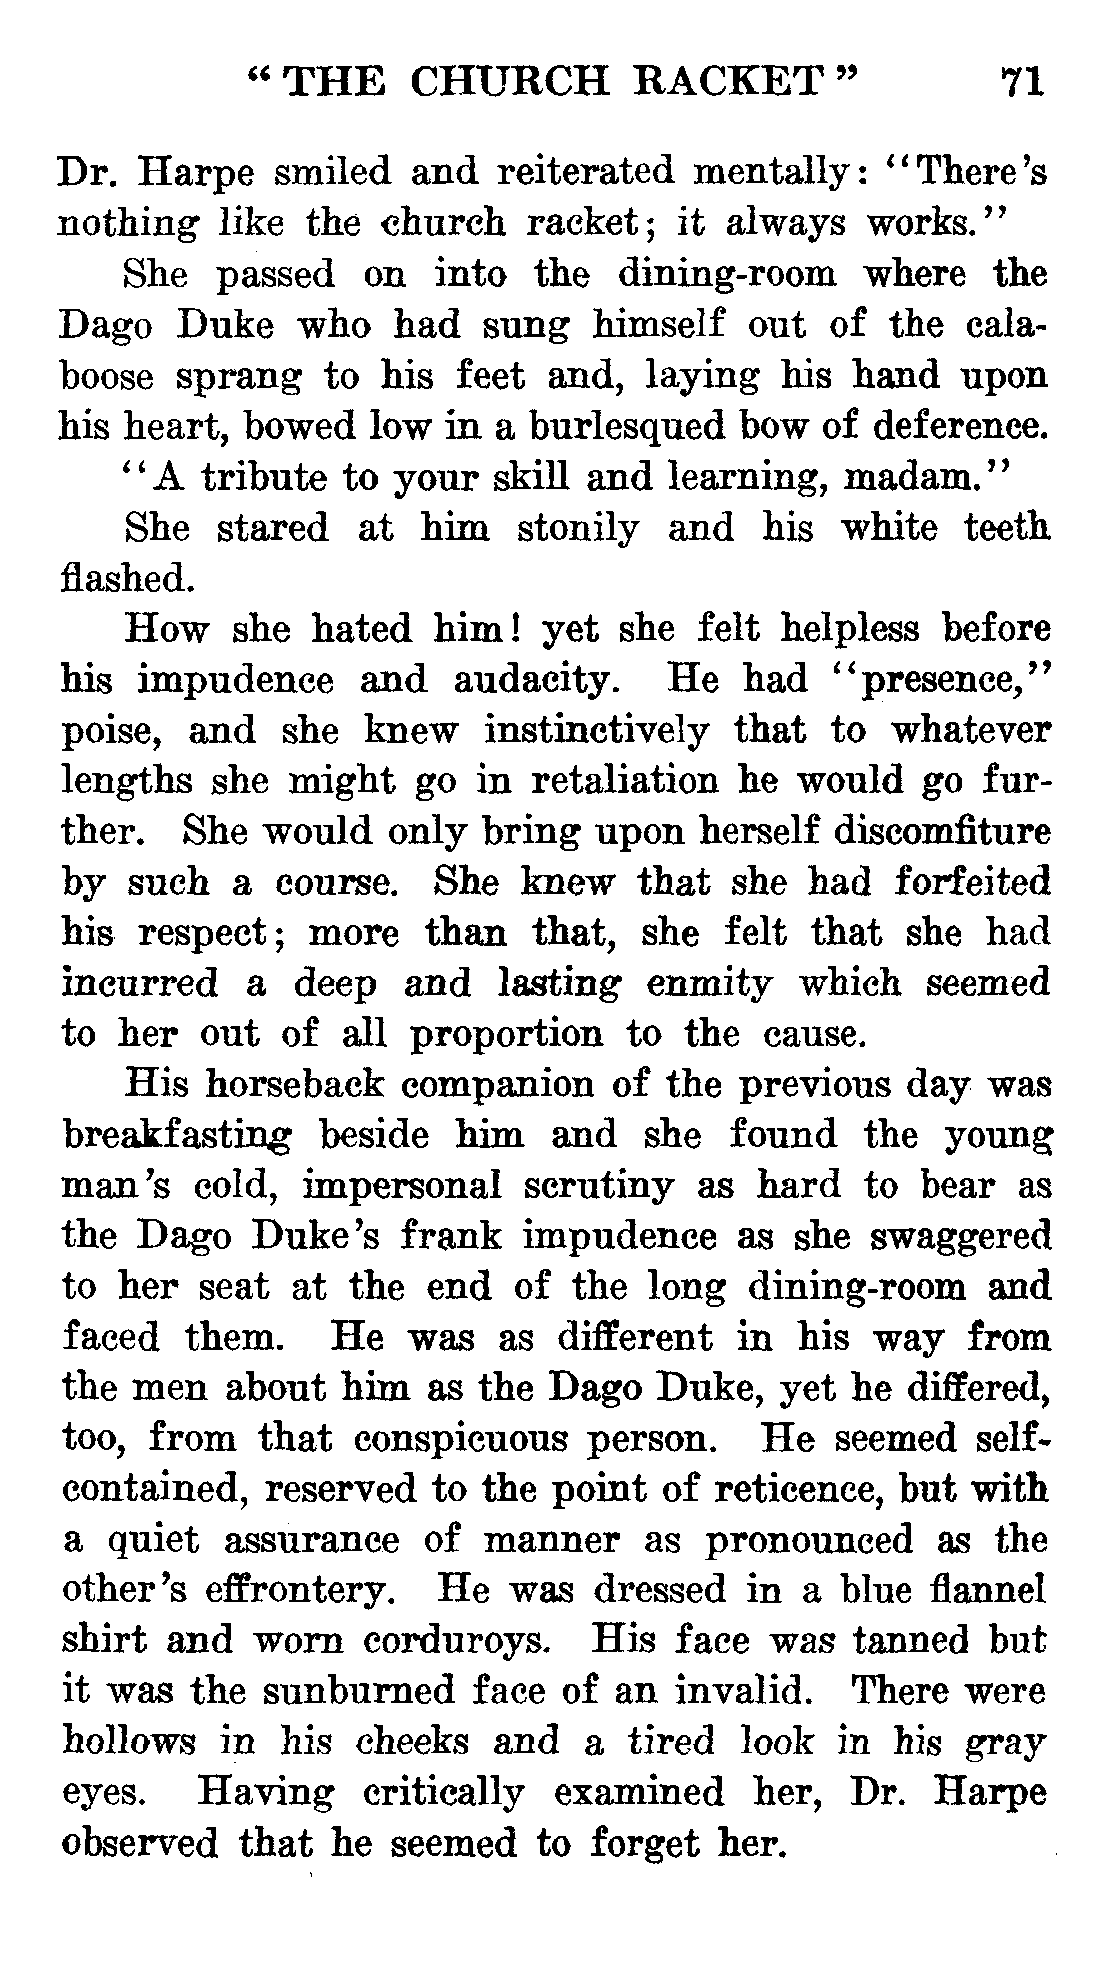 “ THE CHURCH RACKET ” 71
Dr. Harpe smiled and reiterated mentally: “There’s
nothing like the church racket; it always works.”
She passed on into the dining-room where the
Dago Duke who had sung himself out of the cala-
boose sprang to his feet and, laying his hand upon
his heart, bowed low in a burlesqued bow of deference.
“A tribute to your skill and learning, madam.”
She stared at him stonily and his white teeth
flashed.
How she hated him! yet she felt helpless before
his impudence and audacity. He had “presence,”
poise, and she knew instinctively that to whatever
lengths she might go in retaliation he would go fur-
ther. She would only bring upon herself discomfiture
by such a course. She knew that she had forfeited
his respect; more than that, she felt that she had
incurred a deep and lasting enmity which seemed
to her out of all proportion to the cause.
His horseback companion of the previous day was
breakfasting beside him and she found the young
man’s cold, impersonal scrutiny as hard to bear as
the Dago Duke’s frank impudence as she swaggered
to her seat at the end of the long dining-room and
faced them. He was as different in his way from
the men about him as the Dago Duke, yet he differed,
too, from that conspicuous person. He seemed self-
contained, reserved to the point of reticence, but with
a quiet assurance of manner as pronounced as the
other’s effrontery. He was dressed in a blue flannel
shirt and worn corduroys. His face was tanned but
it was the sunburned face of an invalid. There were
hollows in his cheeks and a tired look in his gray
eyes. Having critically examined her, Dr. Harpe
observed that he seemed to forget her.